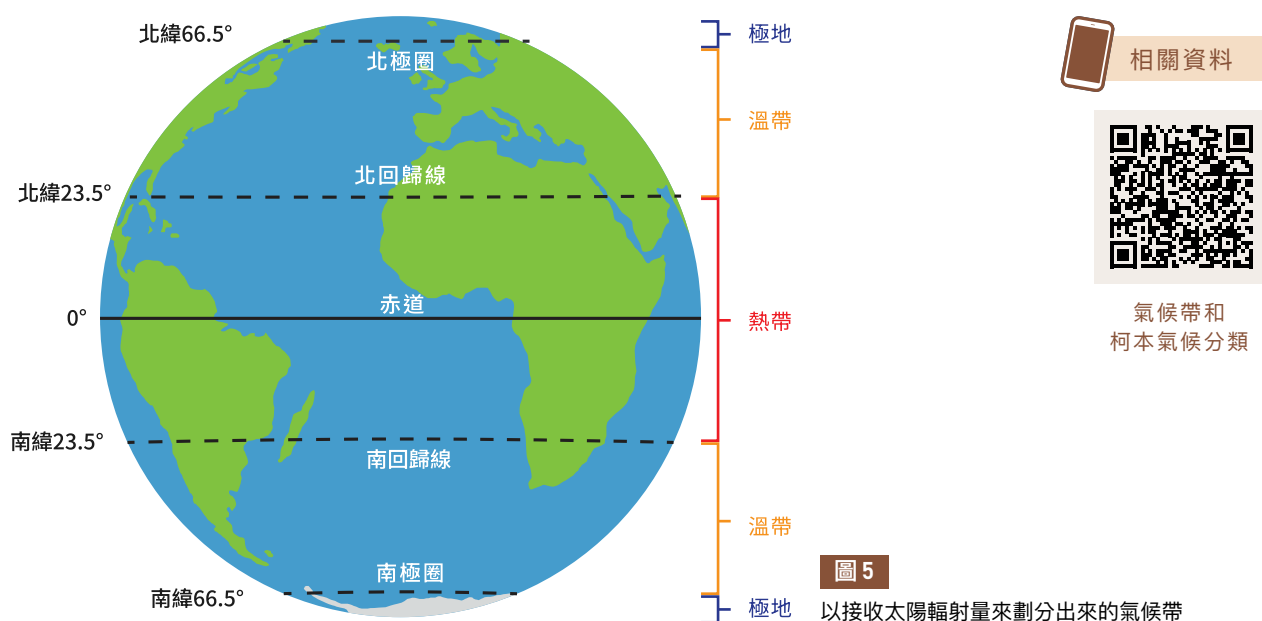 北緯66.5°
北極圈
極地
相關資料
溫帶
北回歸線
北緯23.5°
氣候帶和
柯本氣候分類
赤道
0°
熱帶
南緯23.5°
南回歸線
溫帶
南極圈
南緯66.5°
極地
圖5
以接收太陽輻射量來劃分出來的氣候帶